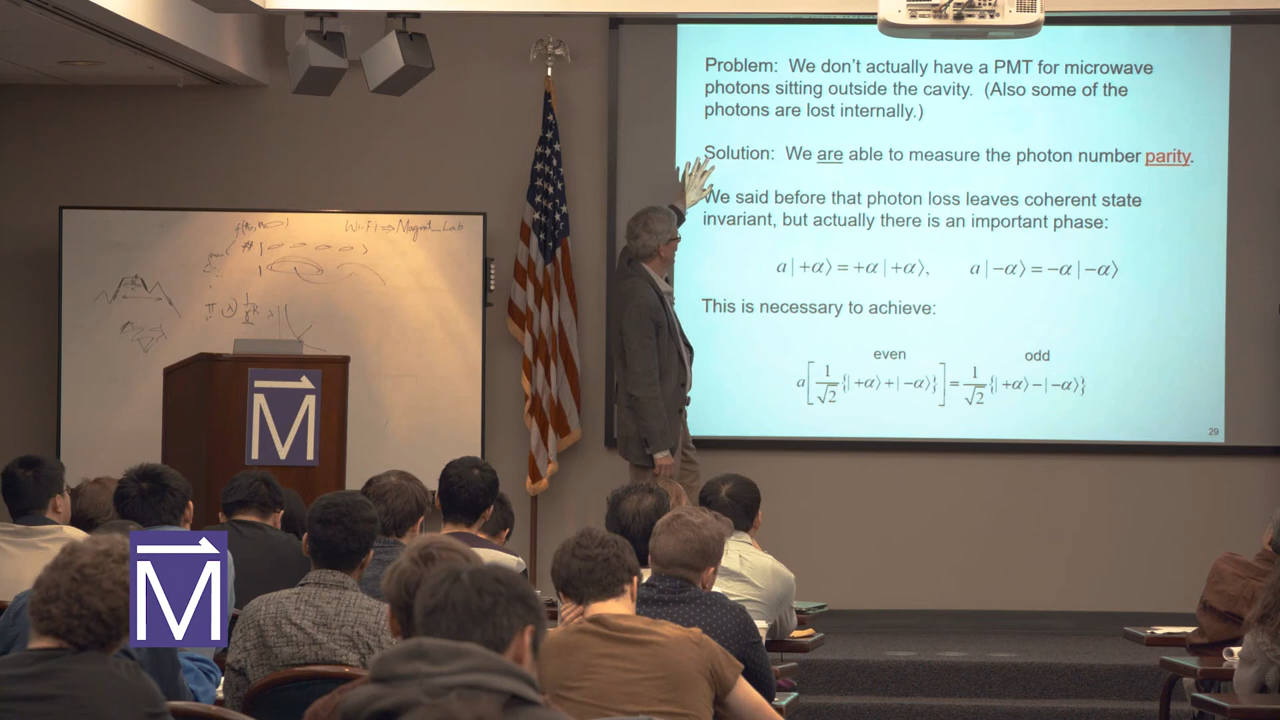 Problem: We don't actually have a PMT for microwave
photons sitting outside the cavity. (Also some of the
photons are lost internally.)
Solution: We are able to measure the photon number parity.
We said before that photon loss leaves coherent state
invariant, but actually there is an important phase:
a | +α⟩ = +α | +α⟩, a | −α⟩ = −α | −α⟩
This is necessary to achieve:
even odd
a[1/√2 {| +α⟩ + | −α⟩}] = 1/√2 {| +α⟩ − | −α⟩}
29
WiFi ⇒ Magnet_Lab
M
M